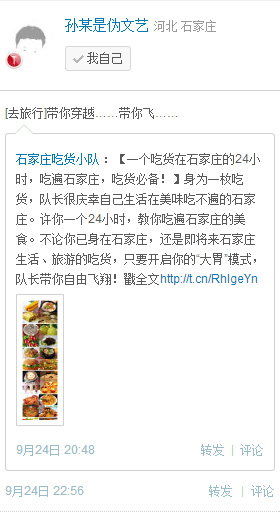 孙某是伪文艺 河北 石家庄
✓我自己
[去旅行]带你穿越……带你飞……
石家庄吃货小队：【一个吃货在石家庄的24小
时，吃遍石家庄，吃货必备！】身为一枚吃
货，队长很庆幸自己生活在美味吃不遍的石家
庄。许你一个24小时，教你吃遍石家庄的美
食。不论你已身在石家庄，还是即将来石家庄
生活、旅游的吃货，只要开启你的“大胃”模式，
队长带你自由飞翔！戳全文http://t.cn/RhIgeYn
9月24日 20:48 转发 | 评论
9月24日 22:56 转发 | 评论